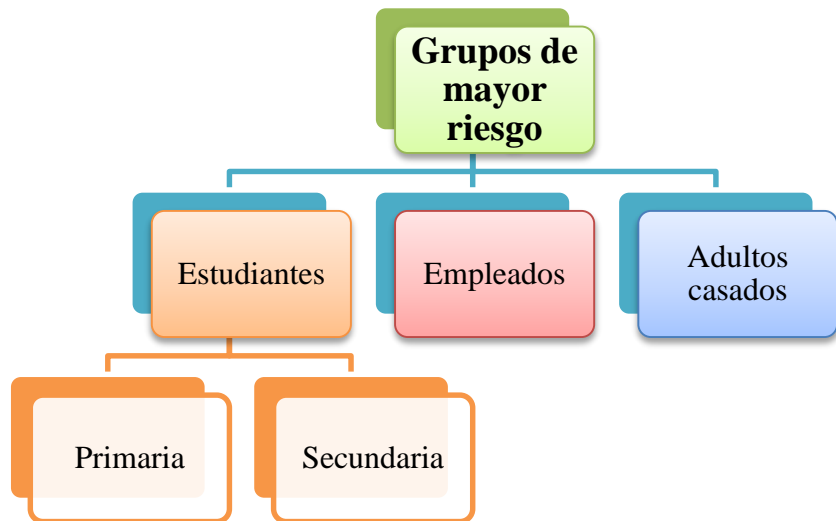 Grupos de
mayor
riesgo
Estudiantes
Empleados
Adultos
casados
Primaria
Secundaria